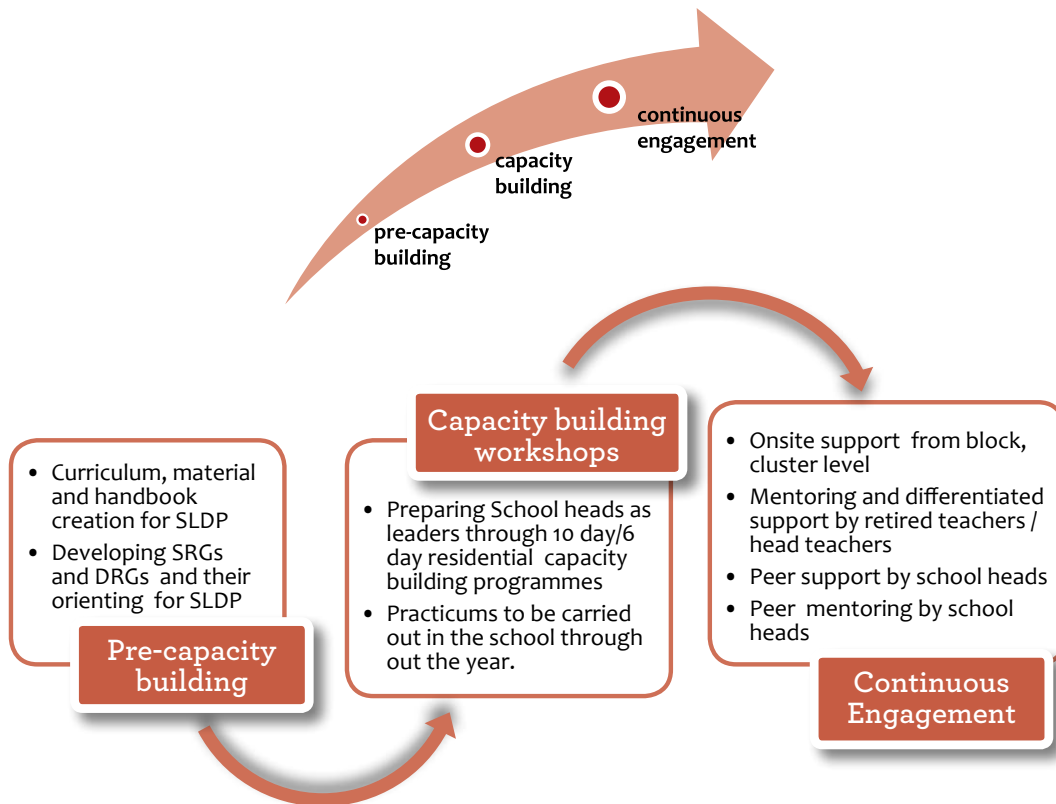 continuous
engagement
capacity
building
pre-capacity
building
• Curriculum, material
and handbook
creation for SLDP
• Developing SRGs
and DRGs and their
orienting for SLDP
Pre-capacity
building
Capacity building
workshops
• Preparing School heads as
leaders through 10 day/6
day residential capacity
building programmes
• Practicums to be carried
out in the school through
out the year.
• Onsite support from block,
cluster level
• Mentoring and differentiated
support by retired teachers /
head teachers
• Peer support by school heads
• Peer mentoring by school
heads
Continuous
Engagement